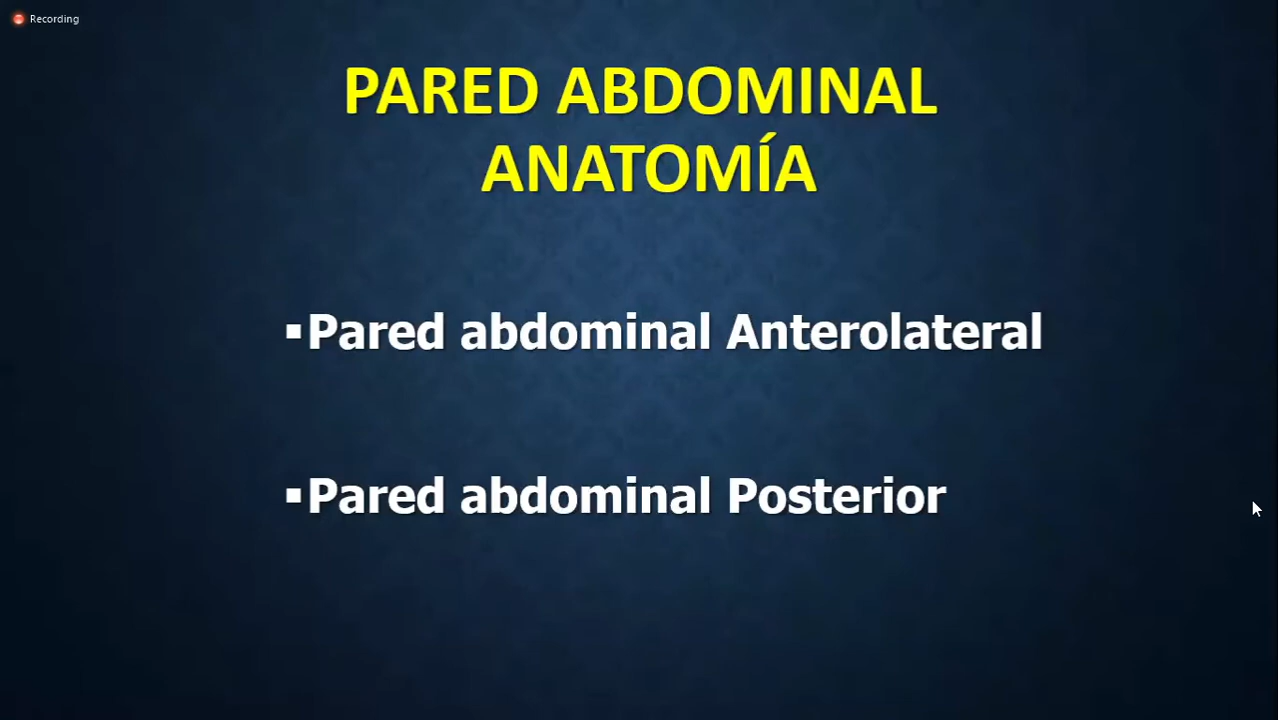 Recording
PARED ABDOMINAL
ANATOMÍA
▪Pared abdominal Anterolateral
▪Pared abdominal Posterior